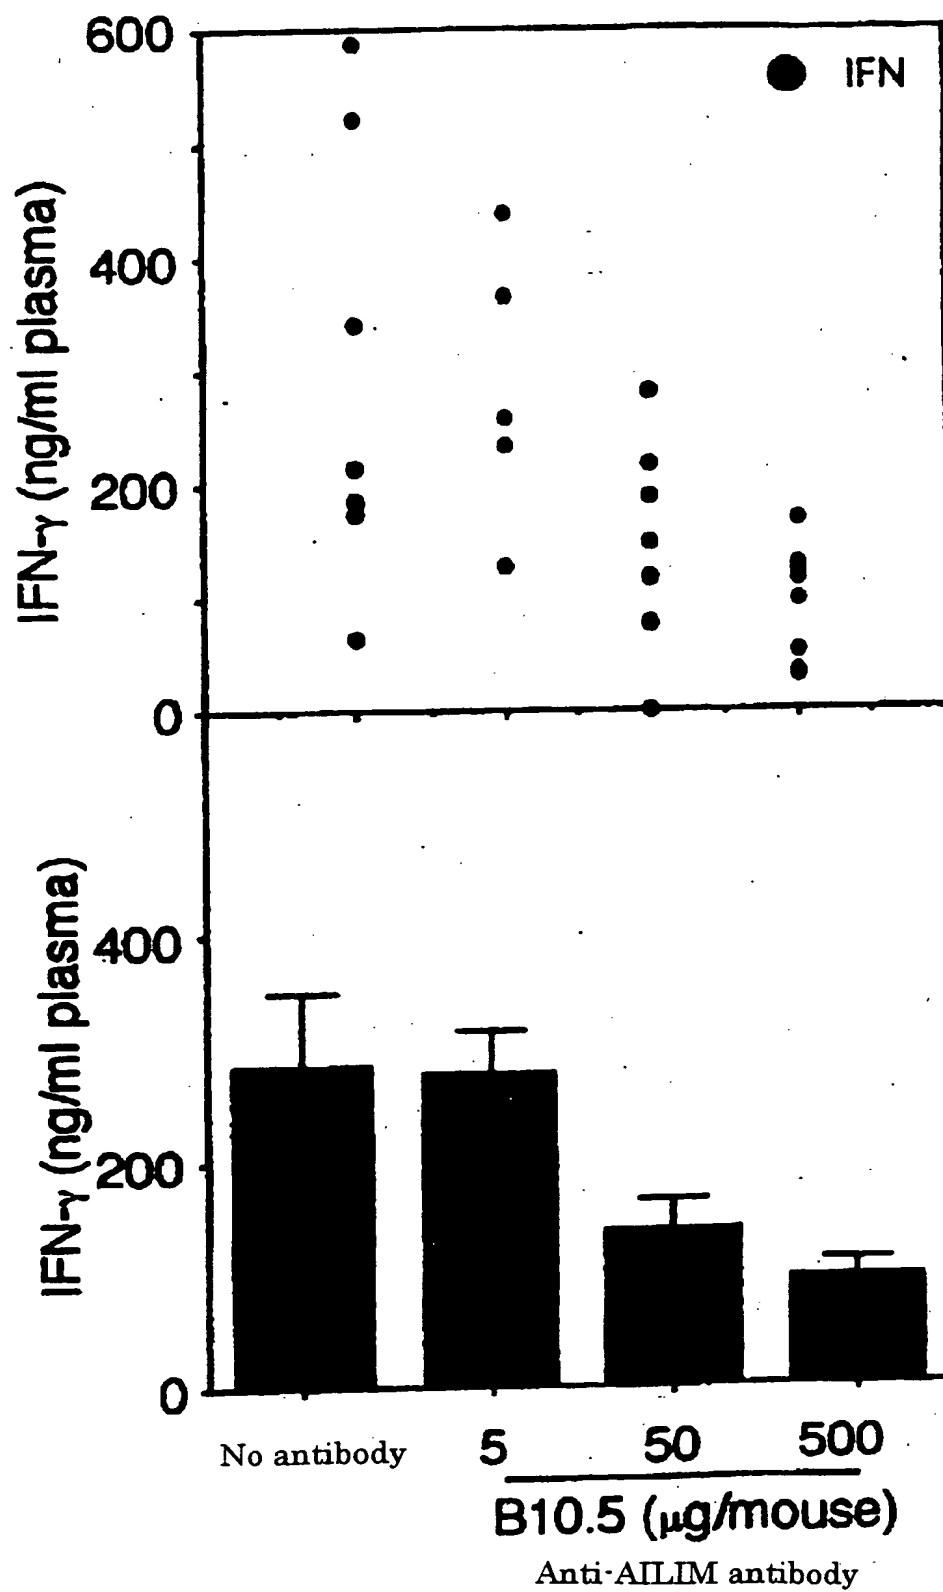 600
IFN
400
200
0
IFN-γ (ng/ml plasma)
400
200
0
IFN-γ (ng/ml plasma)
No antibody 5 50 500
B10.5 (μg/mouse)
Anti-AILIM antibody